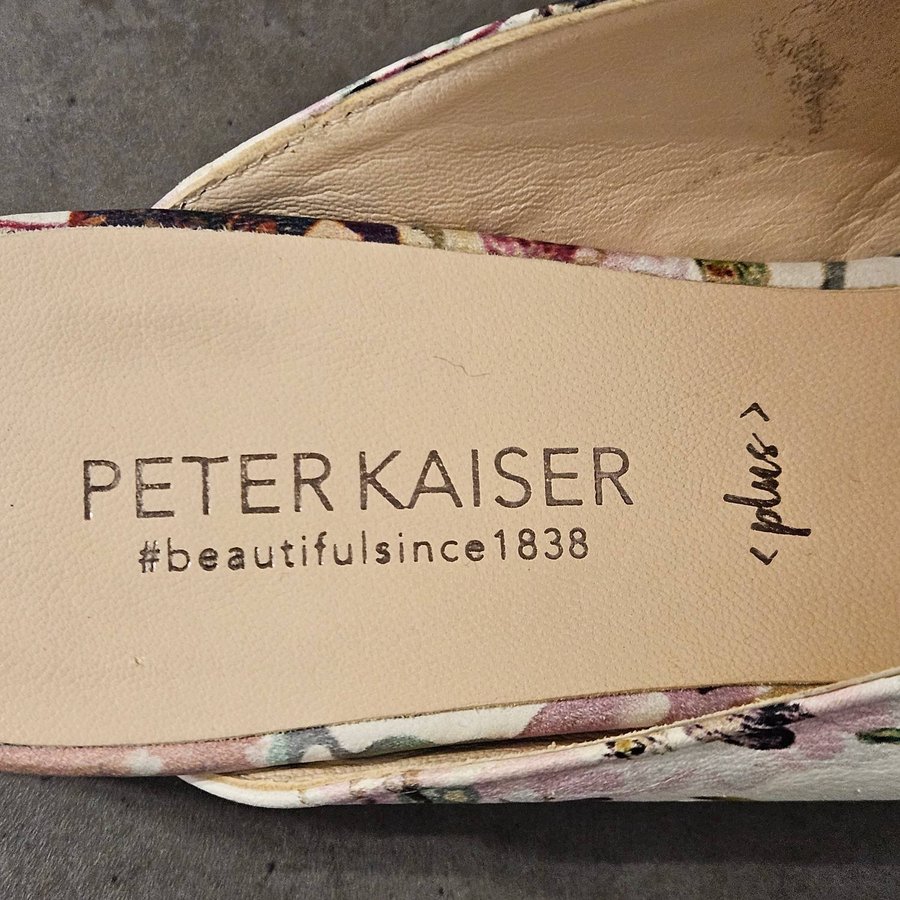 PETER KAISER
#beautifulsince1838
<plus>